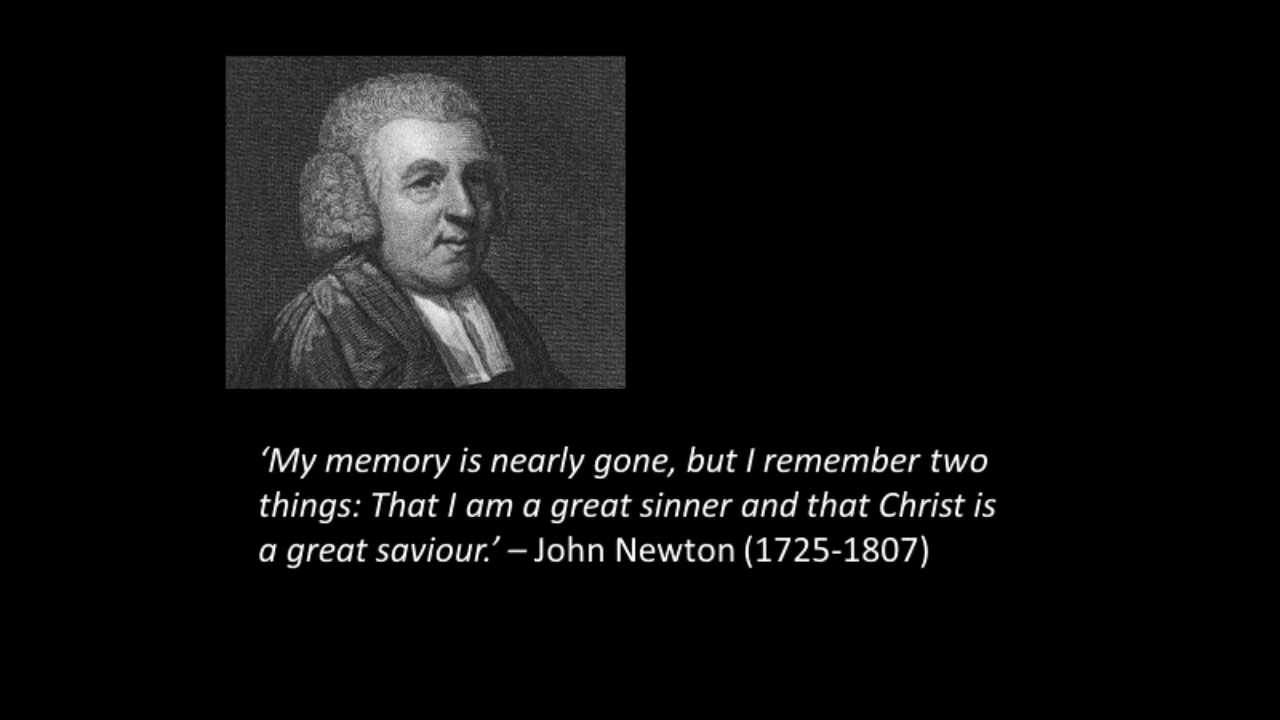 ‘My memory is nearly gone, but I remember two
things: That I am a great sinner and that Christ is
a great saviour.’ – John Newton (1725-1807)